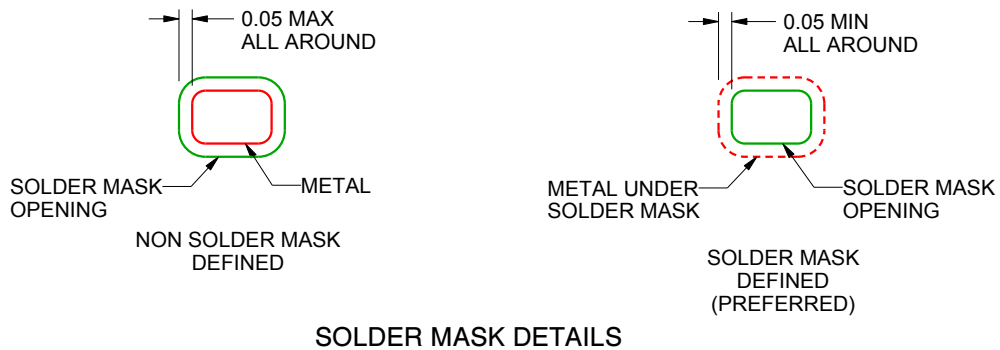 0.05 MAX
ALL AROUND
SOLDER MASK
OPENING
METAL
NON SOLDER MASK
DEFINED
0.05 MIN
ALL AROUND
METAL UNDER
SOLDER MASK
SOLDER MASK
OPENING
SOLDER MASK
DEFINED
(PREFERRED)
SOLDER MASK DETAILS